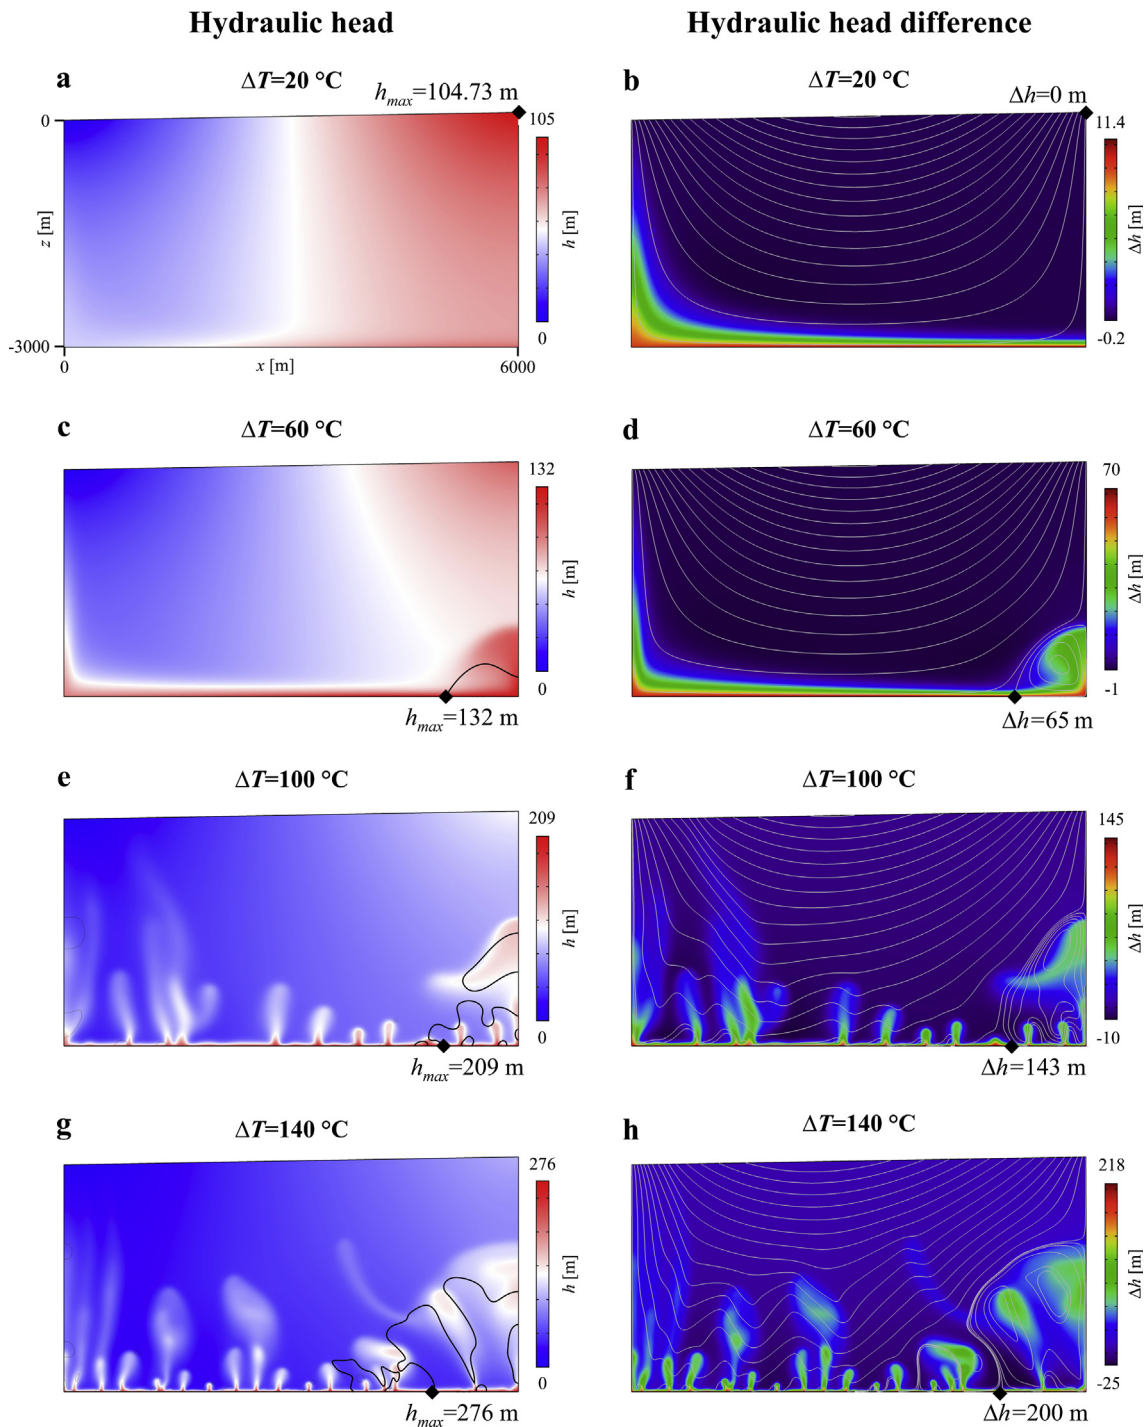 Hydraulic head
Hydraulic head difference
a
ΔT=20 °C
h_max=104.73 m
105
0
h [m]
0
-3000
z [m]
0
x [m]
6000
b
ΔT=20 °C
Δh=0 m
11.4
Δh [m]
-0.2
c
ΔT=60 °C
132
h [m]
0
h_max=132 m
d
ΔT=60 °C
70
Δh [m]
-1
Δh=65 m
e
ΔT=100 °C
209
h [m]
0
h_max=209 m
f
ΔT=100 °C
145
Δh [m]
-10
Δh=143 m
g
ΔT=140 °C
276
h [m]
0
h_max=276 m
h
ΔT=140 °C
218
Δh [m]
-25
Δh=200 m